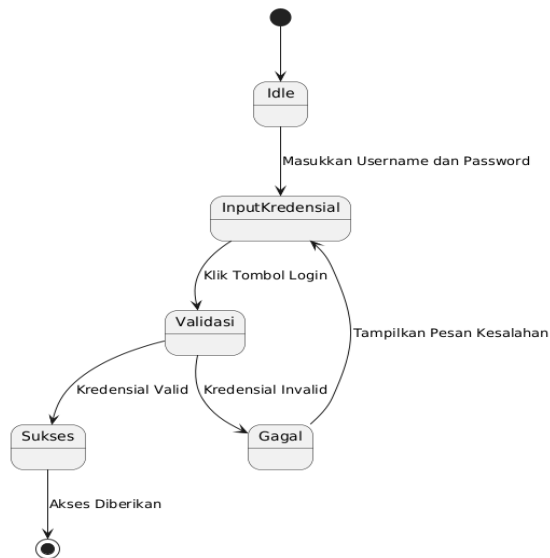 Idle
Masukkan Username dan Password
InputKredensial
Klik Tombol Login
Validasi
Tampilkan Pesan Kesalahan
Kredensial Valid
Kredensial Invalid
Sukses
Gagal
Akses Diberikan